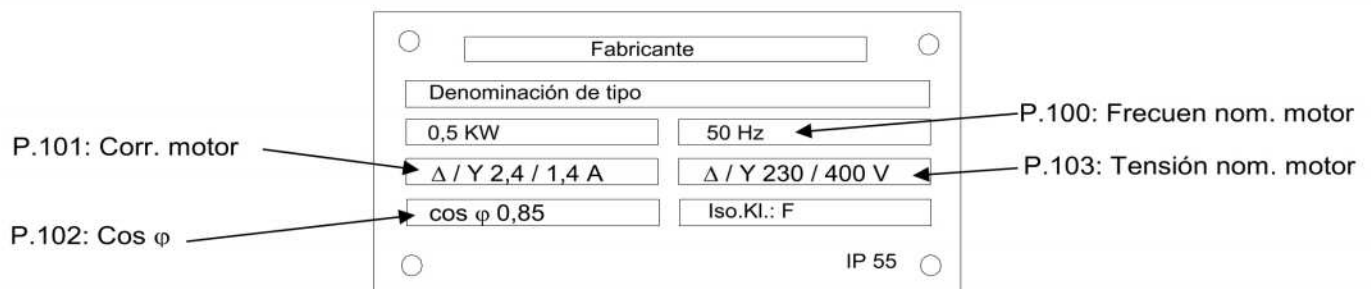 Fabricante
Denominación de tipo
0,5 KW
50 Hz
P.100: Frecuen nom. motor
P.101: Corr. motor
Δ / Y 2,4 / 1,4 A
Δ / Y 230 / 400 V
P.103: Tensión nom. motor
cos φ 0,85
Iso.Kl.: F
P.102: Cos φ
IP 55